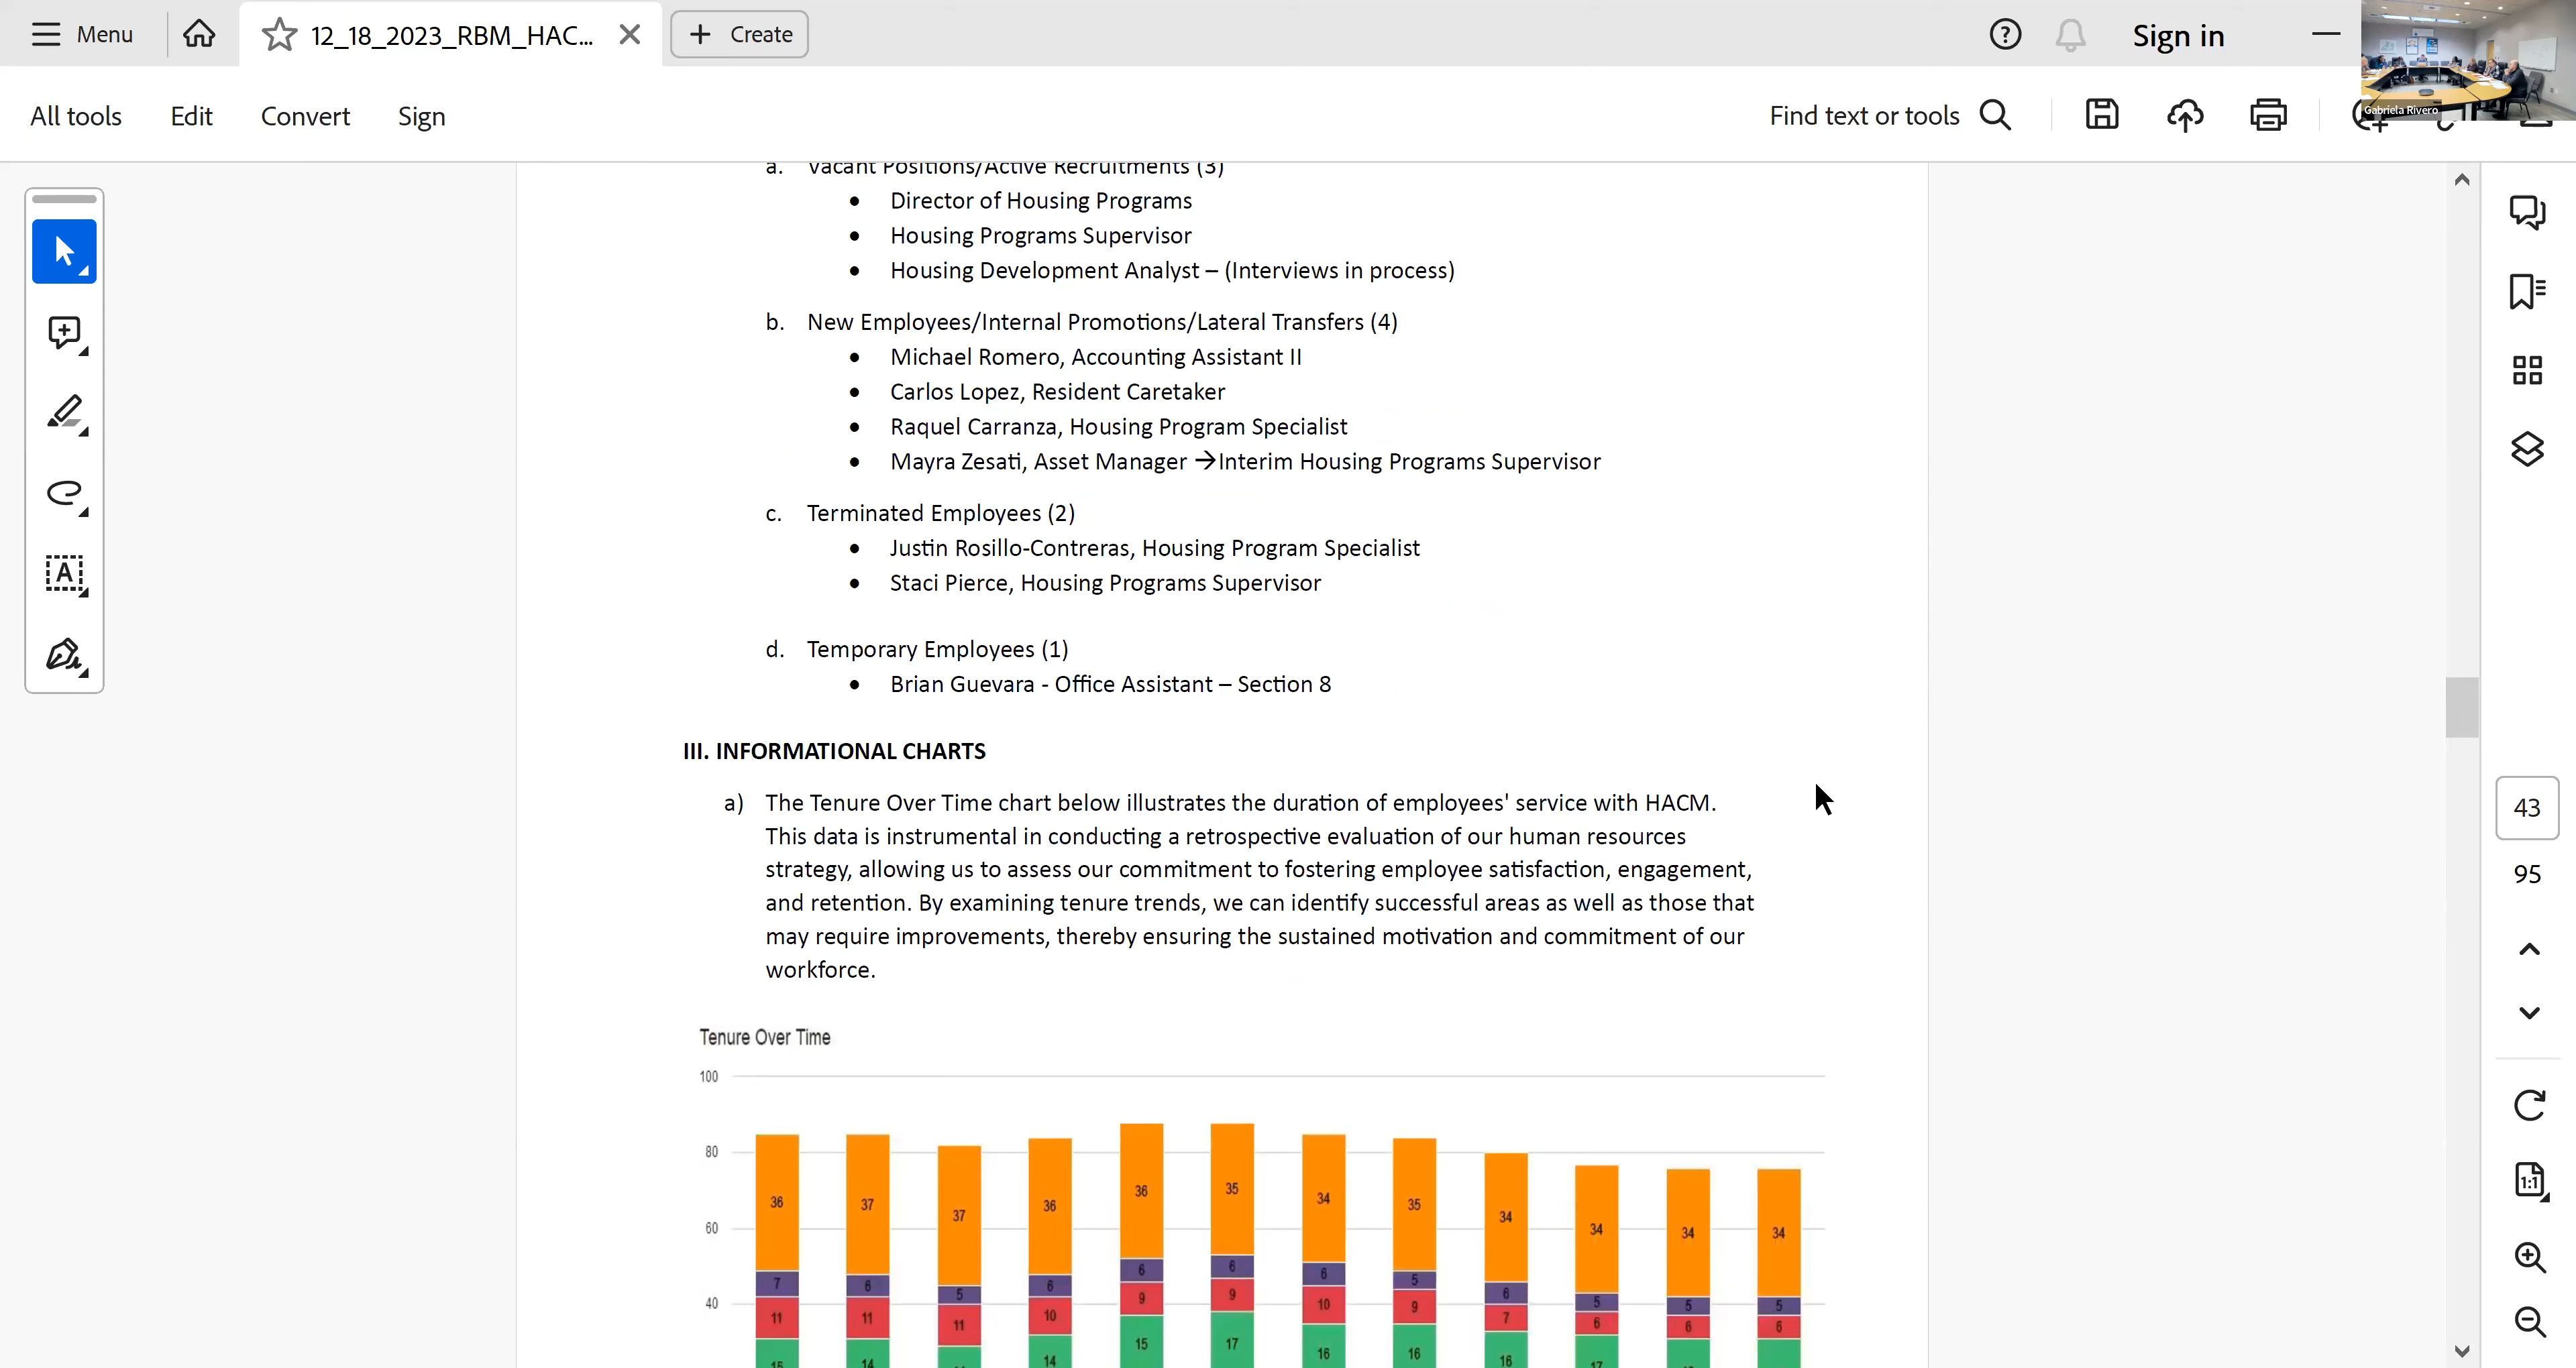 Menu
12_18_2023_RBM_HAC...
Create
Sign in
All tools
Edit
Convert
Sign
Find text or tools
Gabriela Rivero
a. Vacant Positions/Active Recruitments (3)
• Director of Housing Programs
• Housing Programs Supervisor
• Housing Development Analyst – (Interviews in process)
b. New Employees/Internal Promotions/Lateral Transfers (4)
• Michael Romero, Accounting Assistant II
• Carlos Lopez, Resident Caretaker
• Raquel Carranza, Housing Program Specialist
• Mayra Zesati, Asset Manager →Interim Housing Programs Supervisor
c. Terminated Employees (2)
• Justin Rosillo-Contreras, Housing Program Specialist
• Staci Pierce, Housing Programs Supervisor
d. Temporary Employees (1)
• Brian Guevara - Office Assistant – Section 8
III. INFORMATIONAL CHARTS
a) The Tenure Over Time chart below illustrates the duration of employees' service with HACM.
This data is instrumental in conducting a retrospective evaluation of our human resources
strategy, allowing us to assess our commitment to fostering employee satisfaction, engagement,
and retention. By examining tenure trends, we can identify successful areas as well as those that
may require improvements, thereby ensuring the sustained motivation and commitment of our
workforce.
Tenure Over Time
100
80
60
40
36 37 37 36 36 35 34 35 34 34 34 34
7 6 5 6 6 6 6 5 6 5 5 5
11 11 11 10 9 9 10 9 7 6 6 6
15 14 14 15 17 16 16 16 17
43
95
1:1